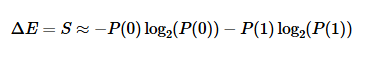 ΔE = S ≈ −P(0) log₂(P(0)) − P(1) log₂(P(1))